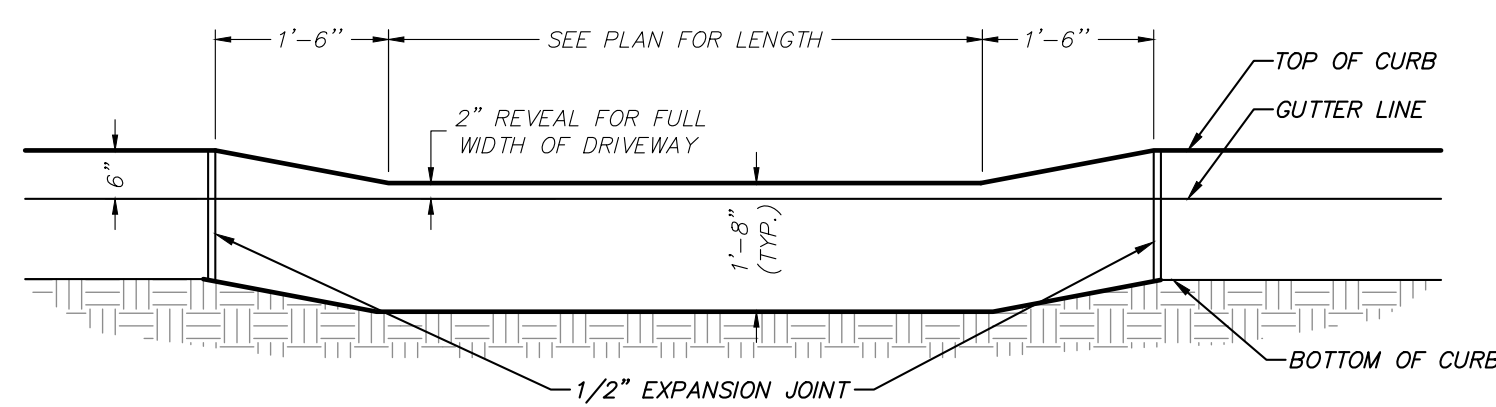 1'-6"
SEE PLAN FOR LENGTH
1'-6"
TOP OF CURB
GUTTER LINE
2" REVEAL FOR FULL
WIDTH OF DRIVEWAY
6"
1'-8"
(TYP.)
BOTTOM OF CURB
1/2" EXPANSION JOINT